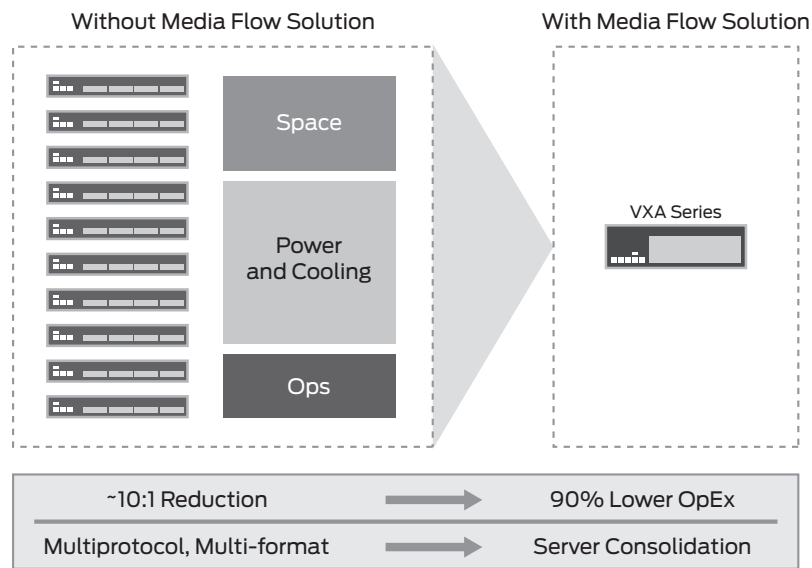 Without Media Flow Solution
With Media Flow Solution
Space
Power
and Cooling
Ops
VXA Series
~10:1 Reduction
90% Lower OpEx
Multiprotocol, Multi-format
Server Consolidation